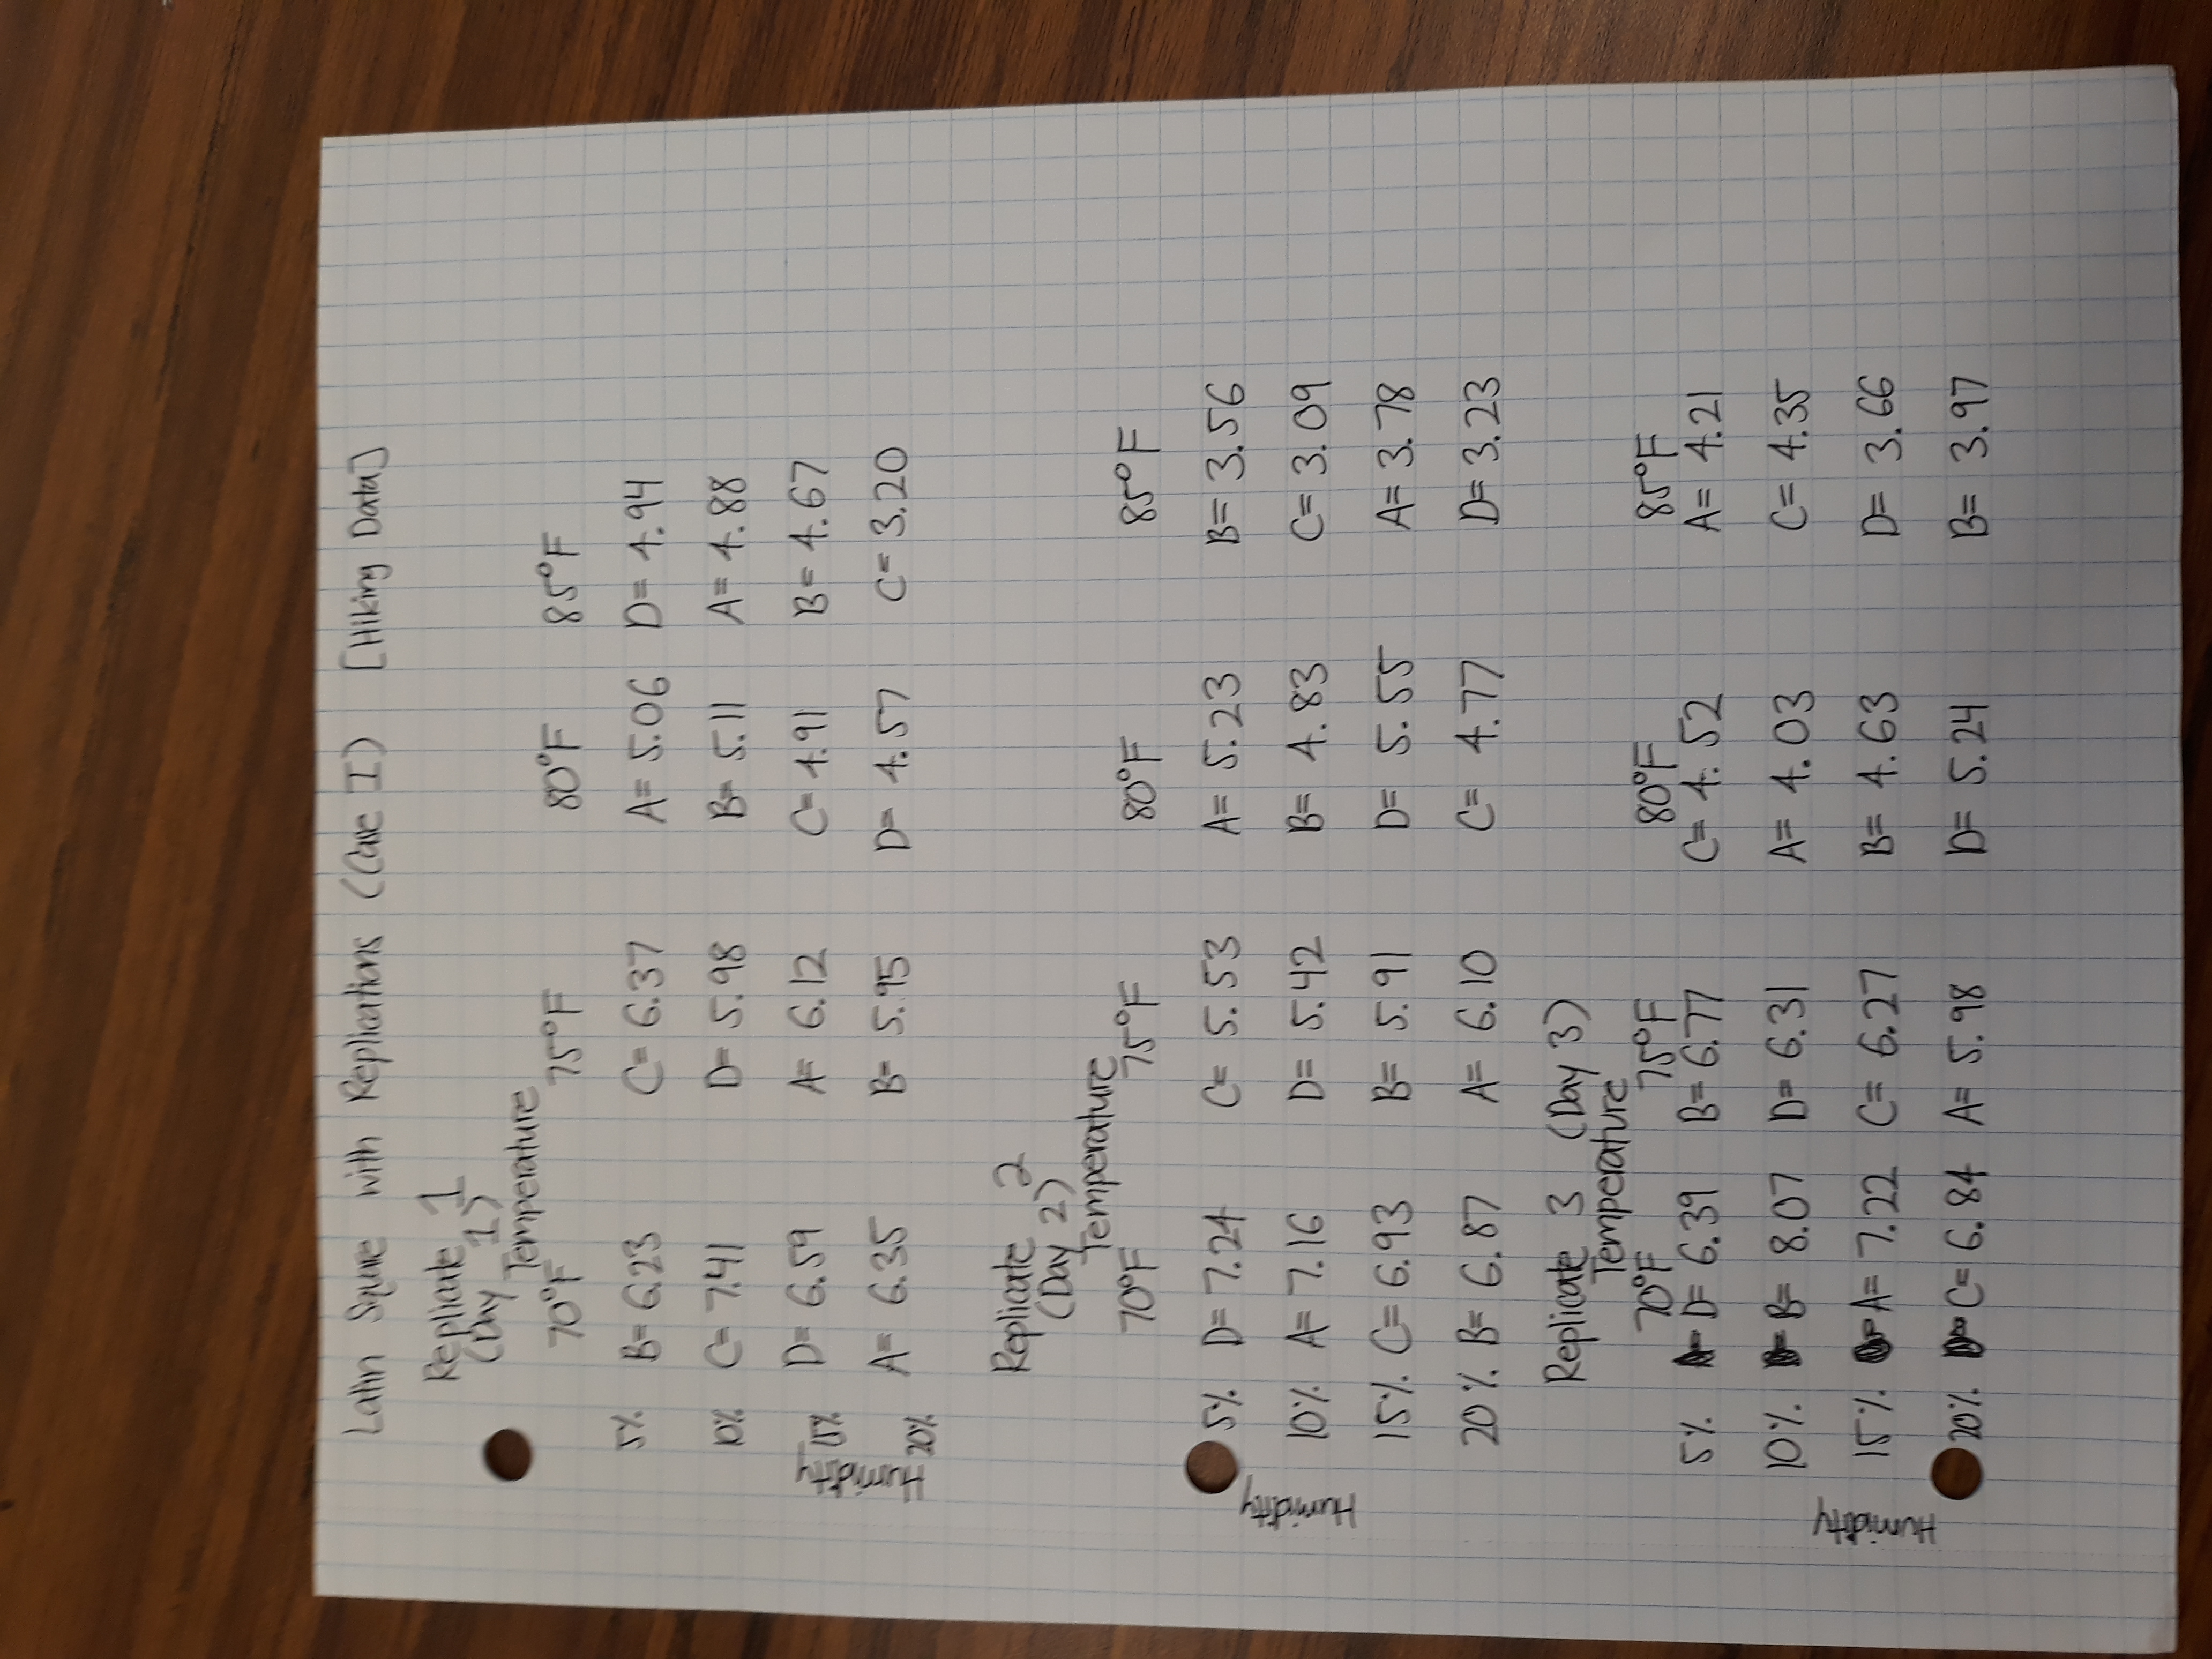 Latin Square with Replications (Case I) [Hiking Data]
Replicate 1
(Day 1)
Temperature
70°F 75°F 80°F 85°F
5% B= 6.23 C= 6.37 A= 5.06 D= 4.94
10% C= 7.41 D= 5.98 B= 5.11 A= 4.88
Humidity
15% D= 6.59 A= 6.12 C= 4.91 B= 4.67
20% A= 6.35 B= 5.95 D= 4.57 C= 3.20
Replicate 2
(Day 2)
Temperature
70°F 75°F 80°F 85°F
5% D= 7.24 C= 5.53 A= 5.23 B= 3.56
Humidity
10% A= 7.16 D= 5.42 B= 4.83 C= 3.09
15% C= 6.93 B= 5.91 D= 5.55 A= 3.78
20% B= 6.87 A= 6.10 C= 4.77 D= 3.23
Replicate 3 (Day 3)
Temperature
70°F 75°F 80°F 85°F
5% D= 6.39 B= 6.77 C= 4.52 A= 4.21
10% B= 8.07 D= 6.31 A= 4.03 C= 4.35
Humidity
15% A= 7.22 C= 6.27 B= 4.63 D= 3.66
20% C= 6.84 A= 5.98 D= 5.24 B= 3.97